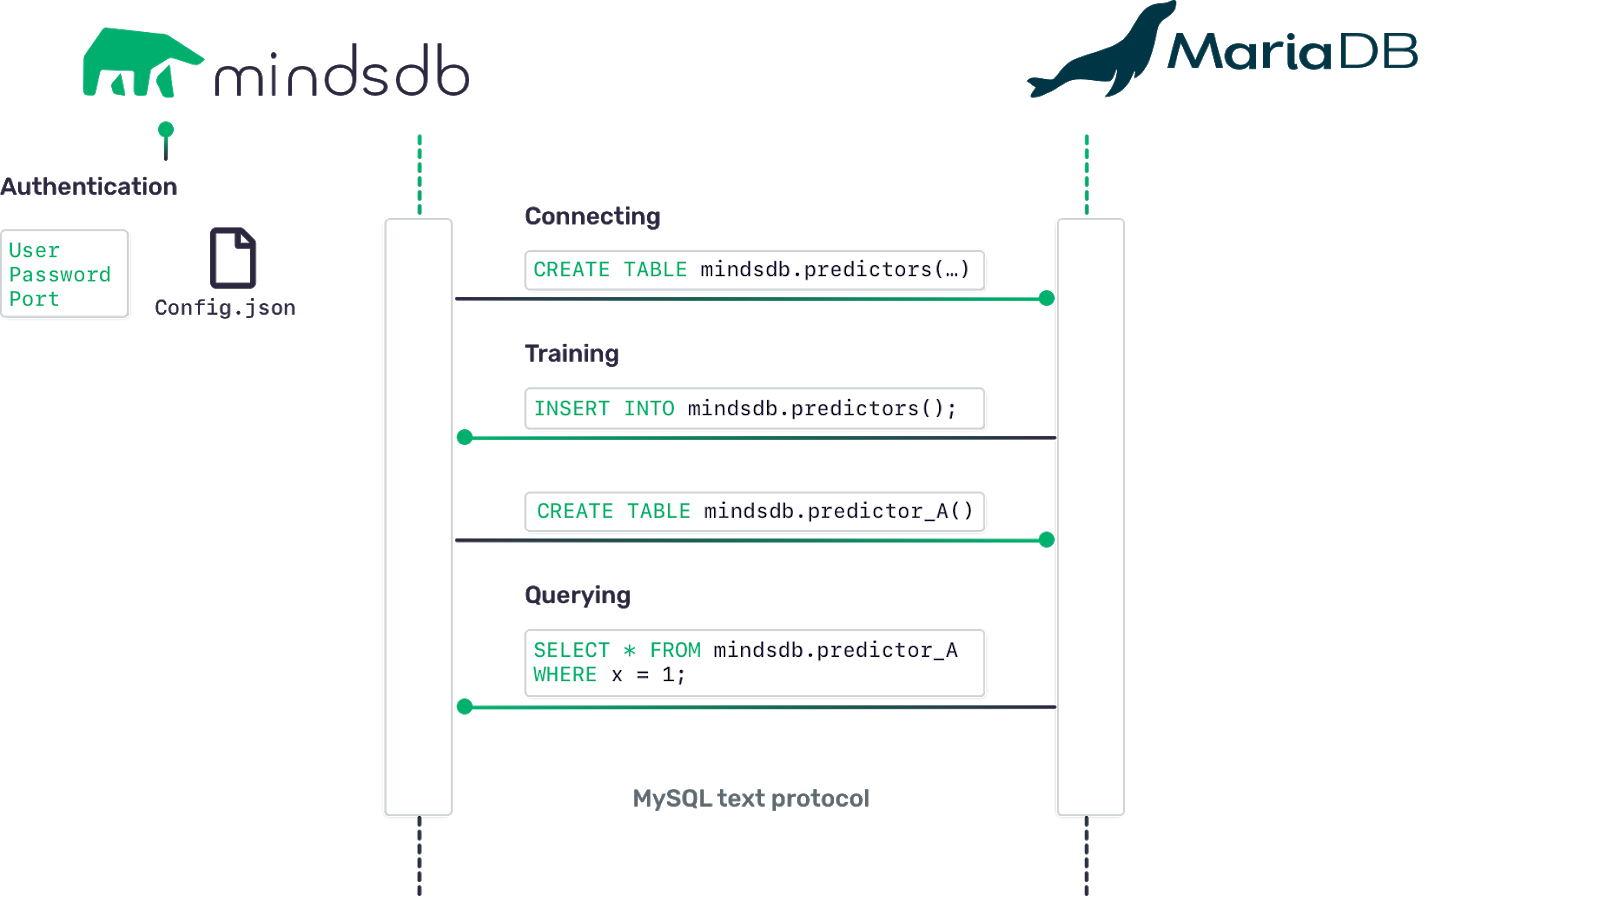 mindsdb
MariaDB
Authentication
User
Password
Port
Config.json
Connecting
CREATE TABLE mindsdb.predictors(…)
Training
INSERT INTO mindsdb.predictors();
CREATE TABLE mindsdb.predictor_A()
Querying
SELECT * FROM mindsdb.predictor_A
WHERE x = 1;
MySQL text protocol